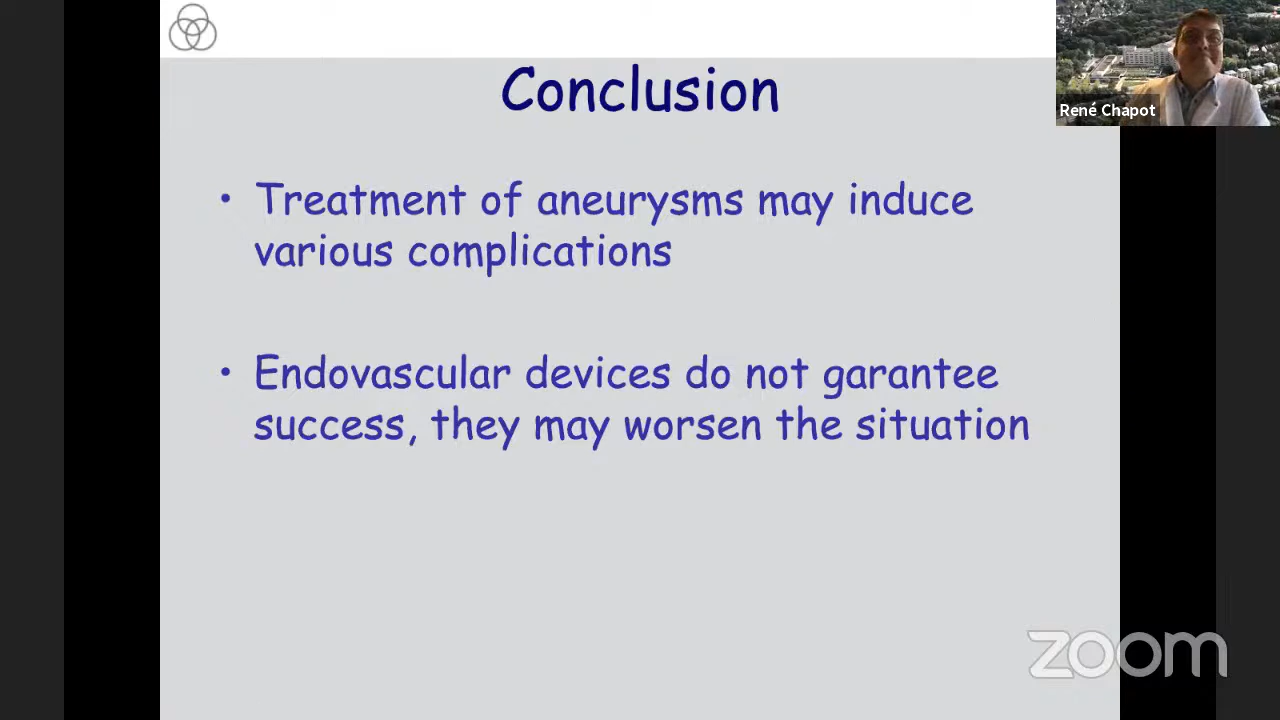 Conclusion
René Chapot
• Treatment of aneurysms may induce
various complications
• Endovascular devices do not garantee
success, they may worsen the situation
zoom